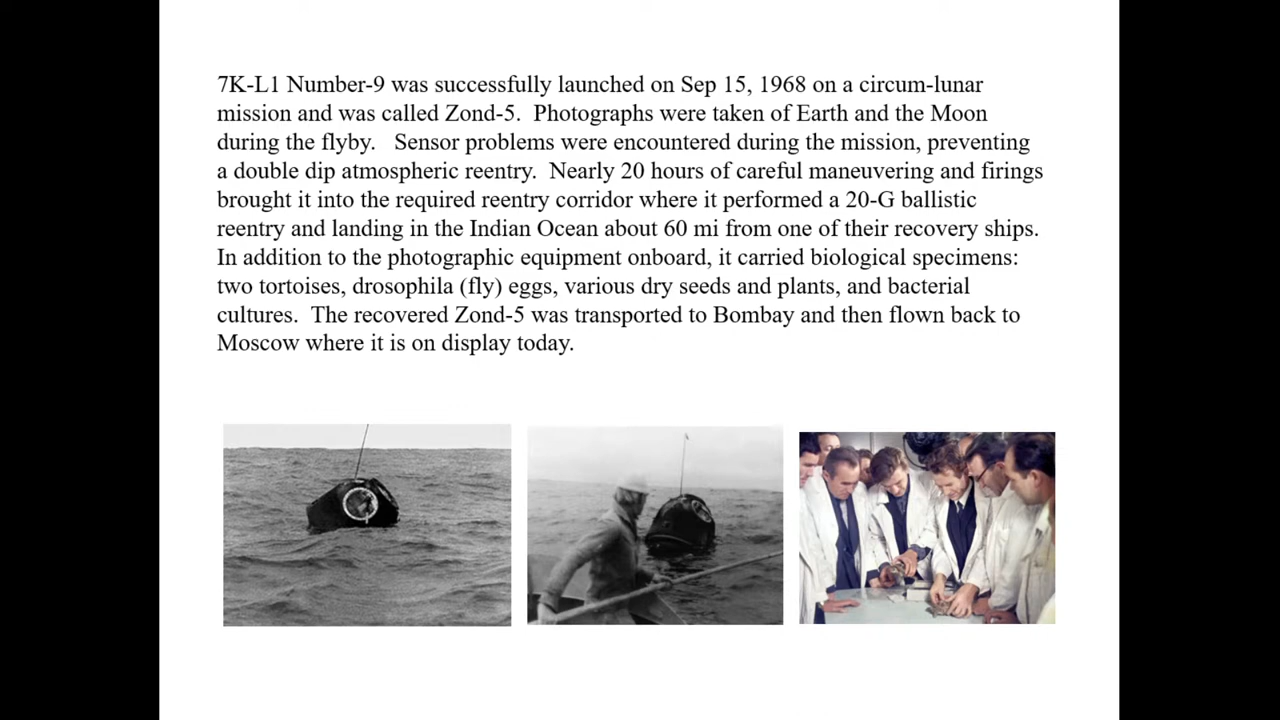 7K-L1 Number-9 was successfully launched on Sep 15, 1968 on a circum-lunar
mission and was called Zond-5.  Photographs were taken of Earth and the Moon
during the flyby.   Sensor problems were encountered during the mission, preventing
a double dip atmospheric reentry.  Nearly 20 hours of careful maneuvering and firings
brought it into the required reentry corridor where it performed a 20-G ballistic
reentry and landing in the Indian Ocean about 60 mi from one of their recovery ships.
In addition to the photographic equipment onboard, it carried biological specimens:
two tortoises, drosophila (fly) eggs, various dry seeds and plants, and bacterial
cultures.  The recovered Zond-5 was transported to Bombay and then flown back to
Moscow where it is on display today.